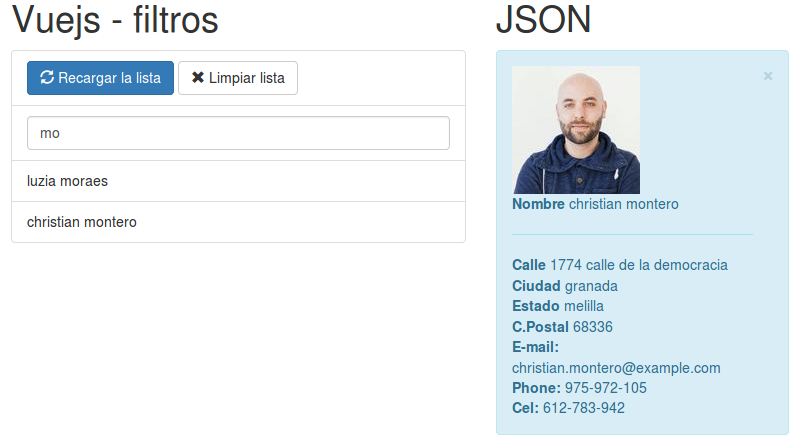 Vuejs - filtros
Recargar la lista
Limpiar lista
mo
luzia moraes
christian montero
JSON
×
Nombre christian montero
Calle 1774 calle de la democracia
Ciudad granada
Estado melilla
C.Postal 68336
E-mail:
christian.montero@example.com
Phone: 975-972-105
Cel: 612-783-942